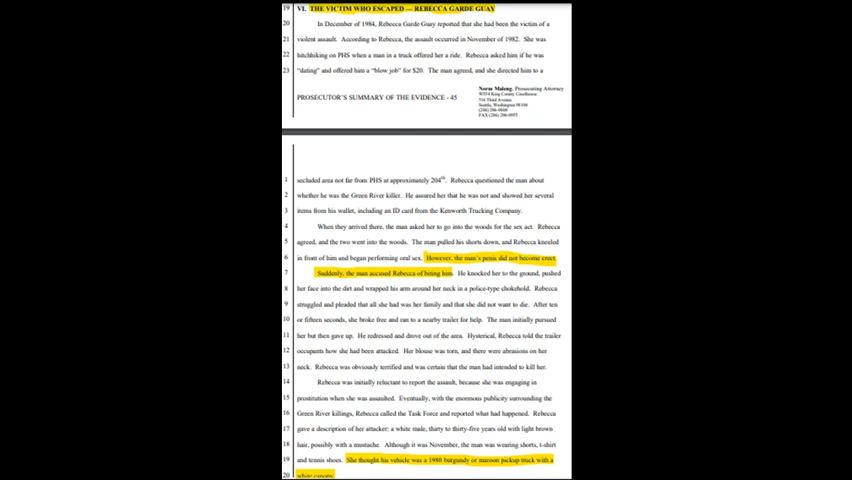 19 VI. THE VICTIM WHO ESCAPED — REBECCA GARDE GUAY
20 In December of 1984, Rebecca Garde Guay reported that she had been the victim of a
21 violent assault. According to Rebecca, the assault occurred in November of 1982. She was
22 hitchhiking on PHS when a man in a truck offered her a ride. Rebecca asked him if he was
23 “dating” and offered him a “blow job” for $20. The man agreed, and she directed him to a
PROSECUTOR'S SUMMARY OF THE EVIDENCE - 45
Norm Maleng, Prosecuting Attorney
W554 King County Courthouse
516 Third Avenue
Seattle, Washington 98104
(206) 296-9000
FAX (206) 296-0955
1 secluded area not far from PHS at approximately 204th. Rebecca questioned the man about
2 whether he was the Green River killer. He assured her that he was not and showed her several
3 items from his wallet, including an ID card from the Kenworth Trucking Company.
4 When they arrived there, the man asked her to go into the woods for the sex act. Rebecca
5 agreed, and the two went into the woods. The man pulled his shorts down, and Rebecca kneeled
6 in front of him and began performing oral sex. However, the man's penis did not become erect.
7 Suddenly, the man accused Rebecca of biting him. He knocked her to the ground, pushed
8 her face into the dirt and wrapped his arm around her neck in a police-type chokehold. Rebecca
9 struggled and pleaded that all she had was her family and that she did not want to die. After ten
10 or fifteen seconds, she broke free and ran to a nearby trailer for help. The man initially pursued
11 her but then gave up. He redressed and drove out of the area. Hysterical, Rebecca told the trailer
12 occupants how she had been attacked. Her blouse was torn, and there were abrasions on her
13 neck. Rebecca was obviously terrified and was certain that the man had intended to kill her.
14 Rebecca was initially reluctant to report the assault, because she was engaging in
15 prostitution when she was assaulted. Eventually, with the enormous publicity surrounding the
16 Green River killings, Rebecca called the Task Force and reported what had happened. Rebecca
17 gave a description of her attacker: a white male, thirty to thirty-five years old with light brown
18 hair, possibly with a mustache. Although it was November, the man was wearing shorts, t-shirt
19 and tennis shoes. She thought his vehicle was a 1980 burgundy or maroon pickup truck with a
20 white canopy.